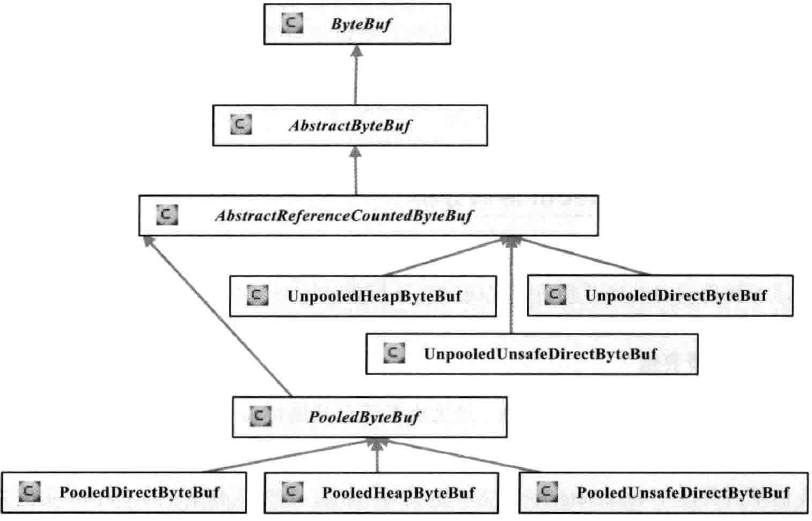 C ByteBuf
C AbstractByteBuf
C AbstractReferenceCountedByteBuf
C UnpooledHeapByteBuf
C UnpooledDirectByteBuf
C UnpooledUnsafeDirectByteBuf
C PooledByteBuf
C PooledDirectByteBuf
C PooledHeapByteBuf
C PooledUnsafeDirectByteBuf